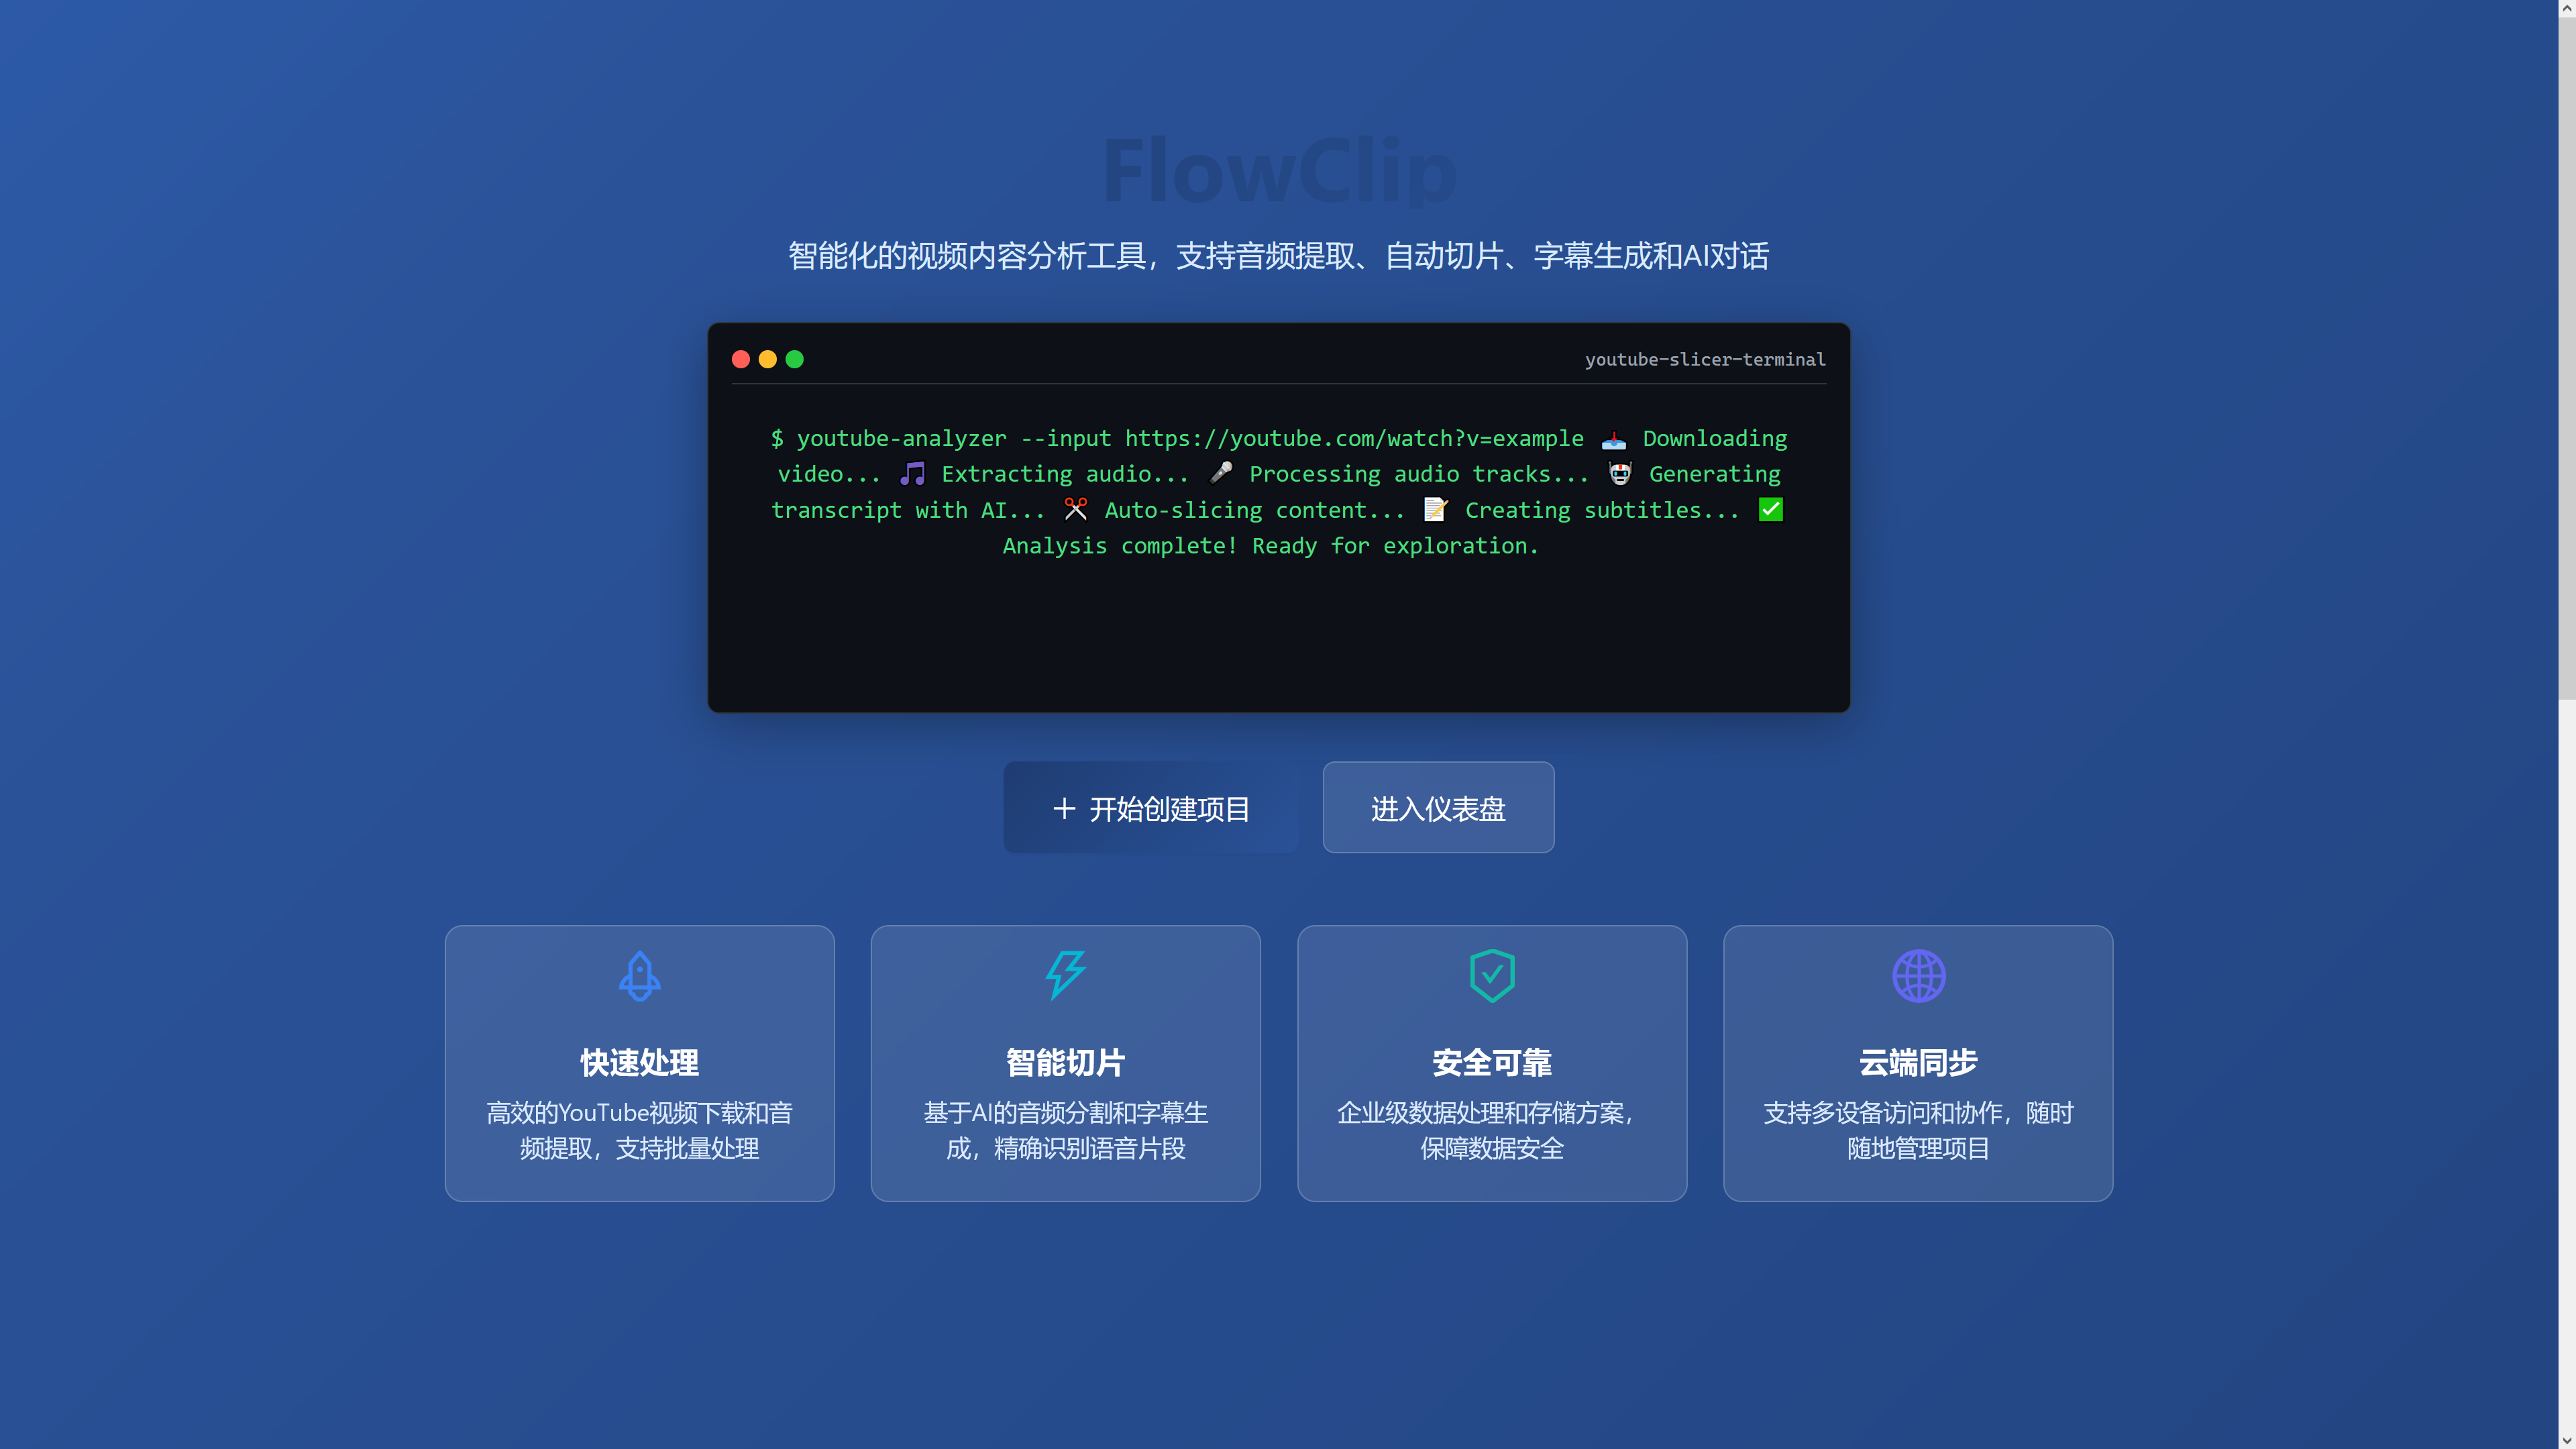 FlowClip
智能化的视频内容分析工具，支持音频提取、自动切片、字幕生成和AI对话
youtube-slicer-terminal
$ youtube-analyzer --input https://youtube.com/watch?v=example 📥 Downloading
video... 🎵 Extracting audio... 🎤 Processing audio tracks... 🤖 Generating
transcript with AI... ✂️ Auto-slicing content... 📝 Creating subtitles... ✅
Analysis complete! Ready for exploration.
+ 开始创建项目
进入仪表盘
快速处理
高效的YouTube视频下载和音
频提取，支持批量处理
智能切片
基于AI的音频分割和字幕生
成，精确识别语音片段
安全可靠
企业级数据处理和存储方案，
保障数据安全
云端同步
支持多设备访问和协作，随时
随地管理项目